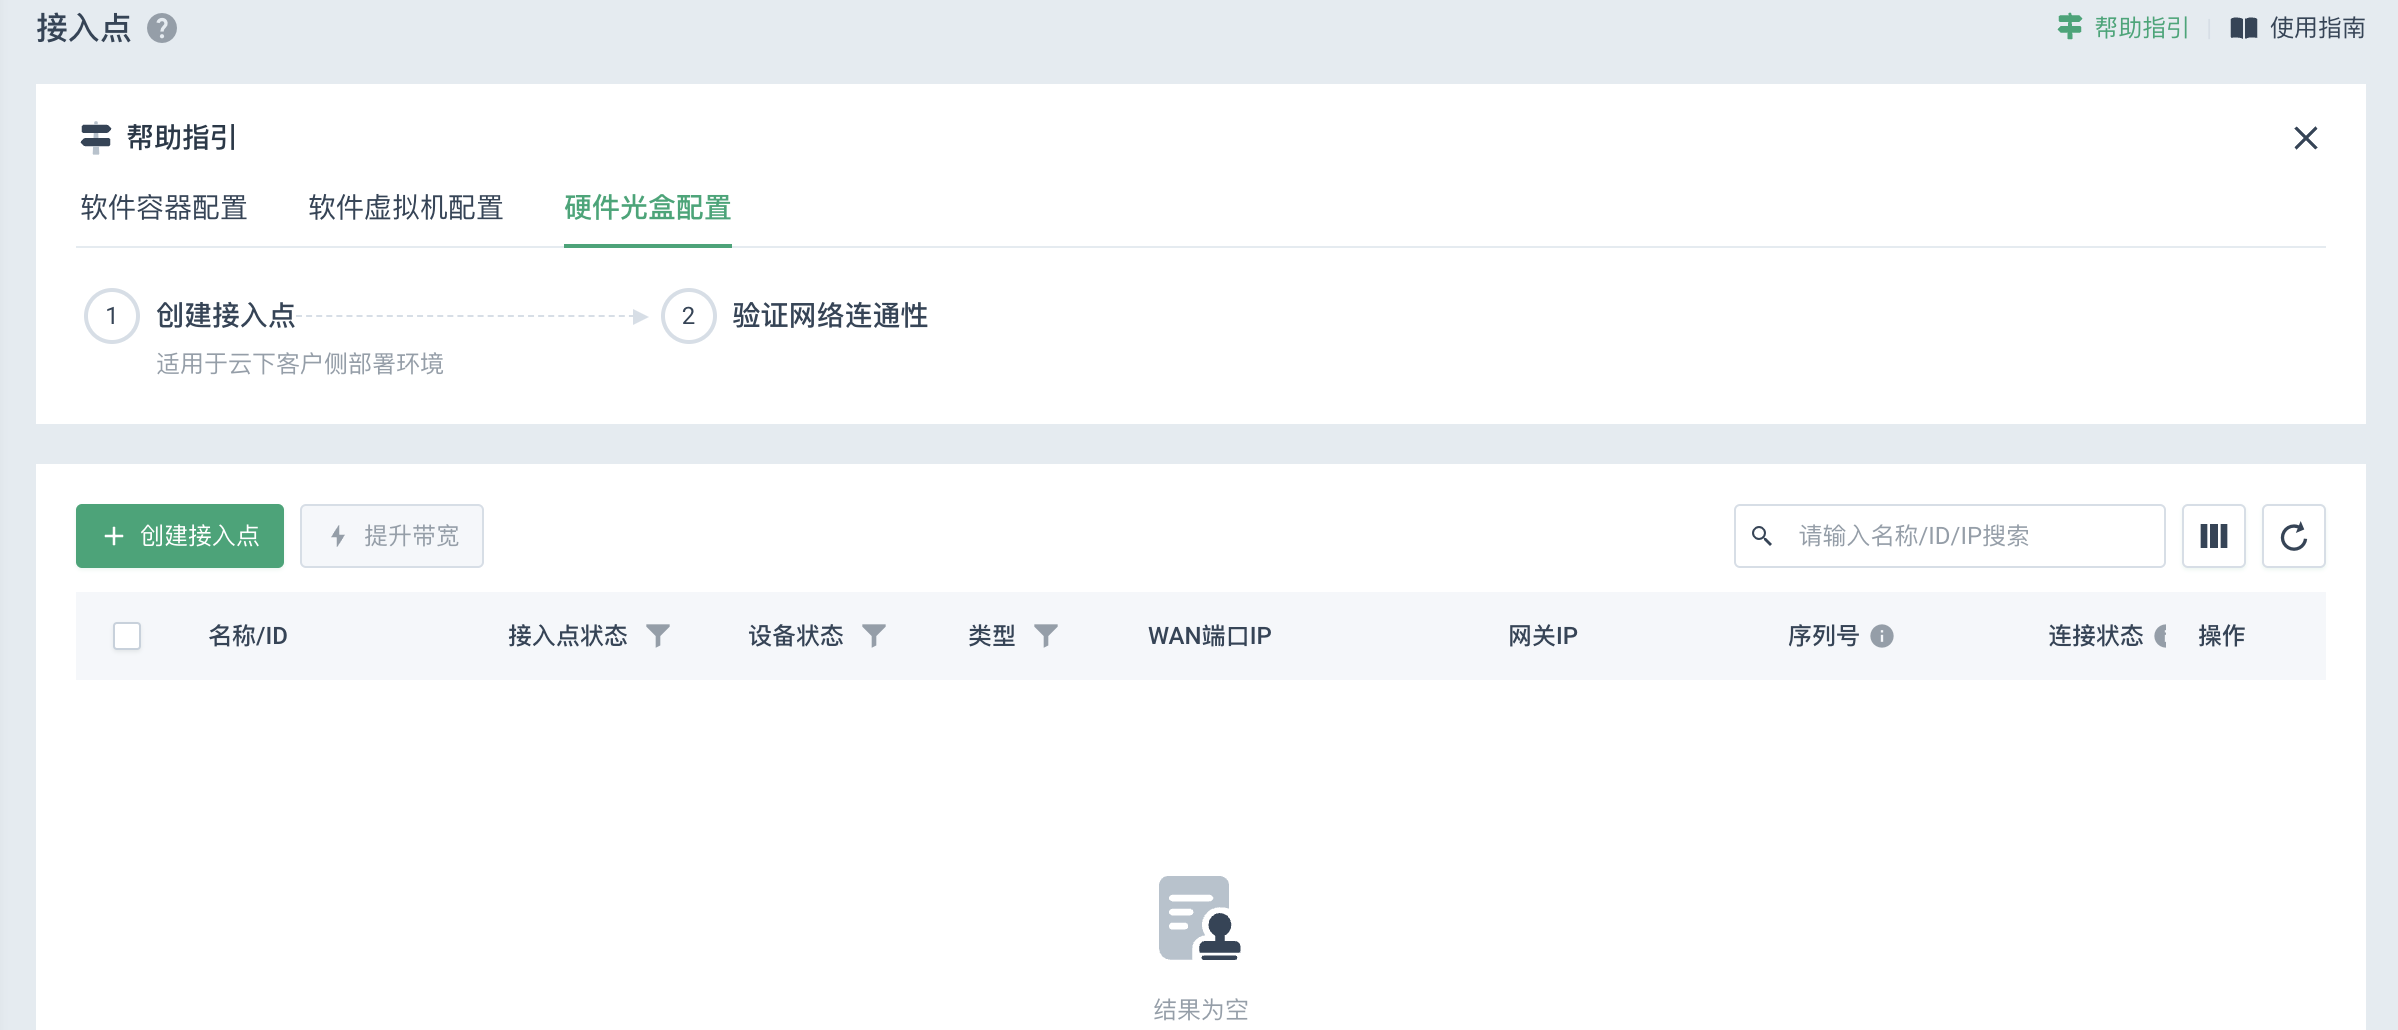 接入点
帮助指引
使用指南
帮助指引
软件容器配置
软件虚拟机配置
硬件光盒配置
1 创建接入点
适用于云下客户侧部署环境
2 验证网络连通性
创建接入点
提升带宽
请输入名称/ID/IP搜索
名称/ID
接入点状态
设备状态
类型
WAN端口IP
网关IP
序列号
连接状态
操作
结果为空